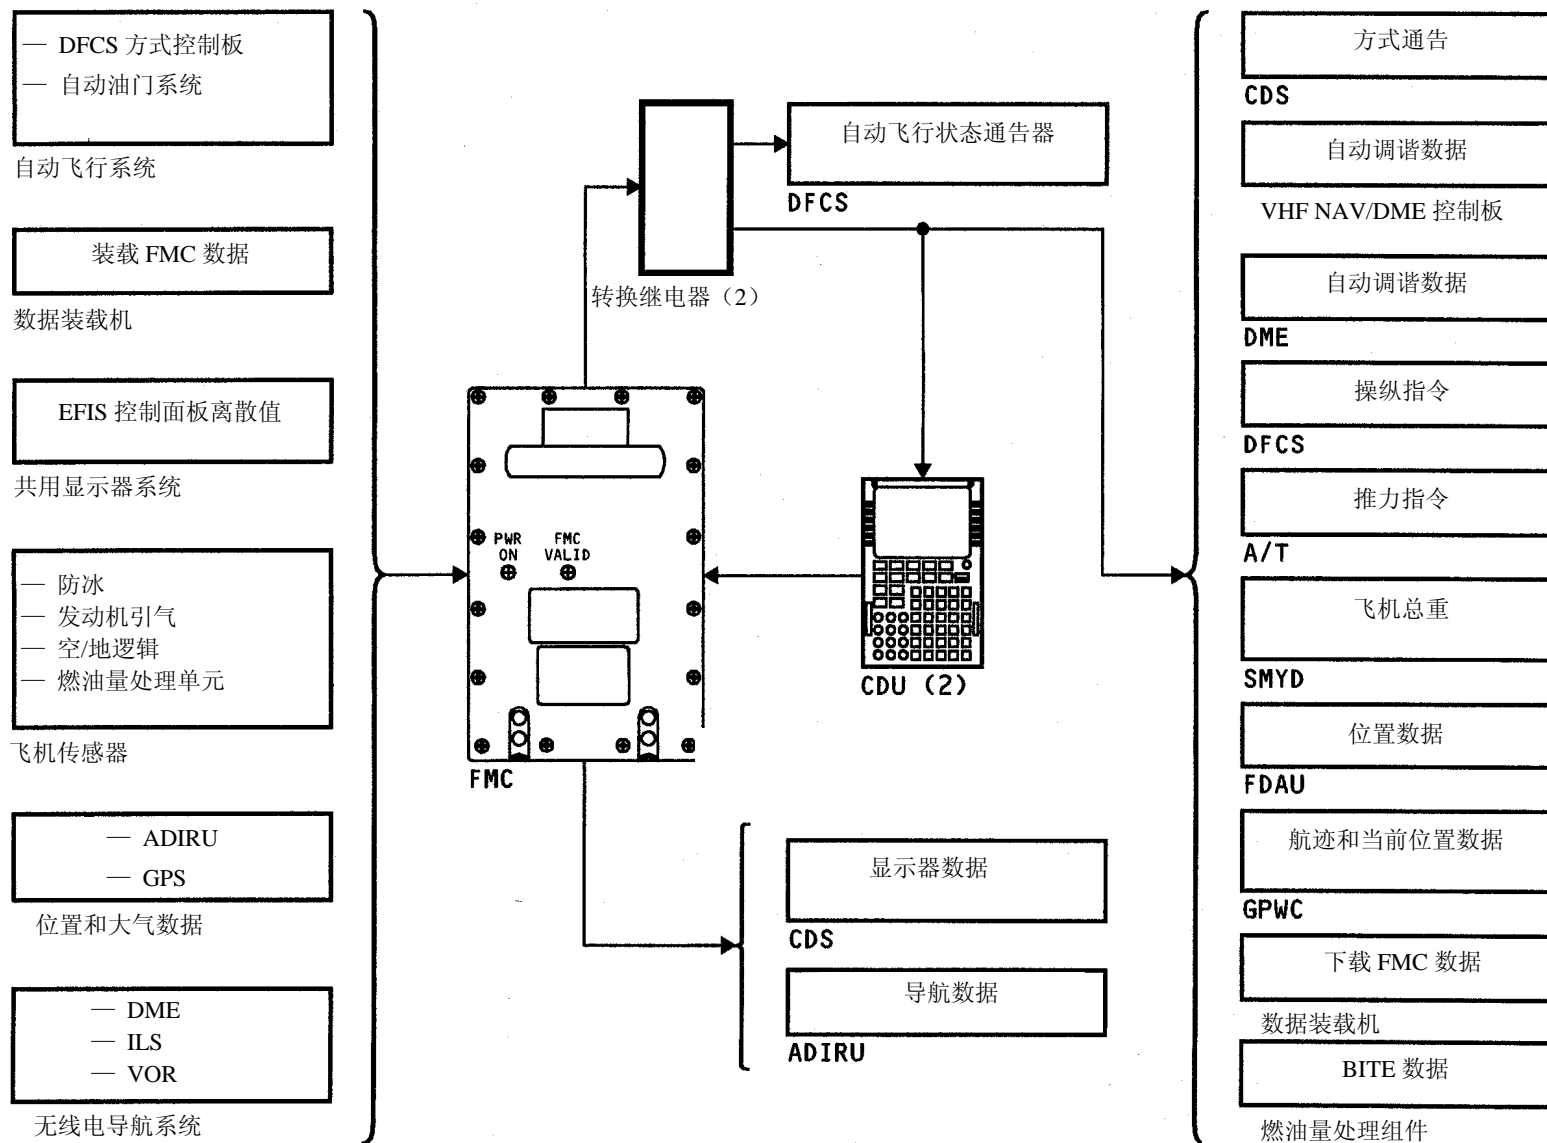 — DFCS 方式控制板
— 自动油门系统
自动飞行系统
装载 FMC 数据
数据装载机
EFIS 控制面板离散值
共用显示器系统
— 防冰
— 发动机引气
— 空/地逻辑
— 燃油量处理单元
飞机传感器
— ADIRU
— GPS
位置和大气数据
— DME
— ILS
— VOR
无线电导航系统
转换继电器（2）
自动飞行状态通告器
DFCS
PWR ON
FMC VALID
FMC
CDU (2)
显示器数据
CDS
导航数据
ADIRU
方式通告
CDS
自动调谐数据
VHF NAV/DME 控制板
自动调谐数据
DME
操纵指令
DFCS
推力指令
A/T
飞机总重
SMYD
位置数据
FDAU
航迹和当前位置数据
GPWC
下载 FMC 数据
数据装载机
BITE 数据
燃油量处理组件